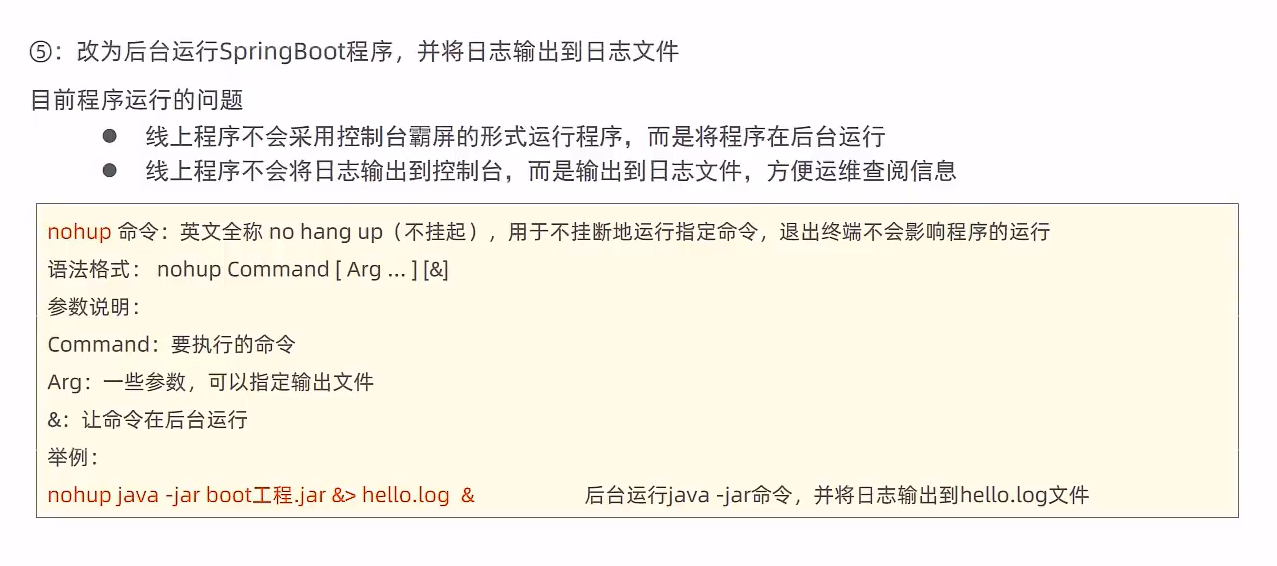 ⑤：改为后台运行SpringBoot程序，并将日志输出到日志文件
目前程序运行的问题
● 线上程序不会采用控制台霸屏的形式运行程序，而是将程序在后台运行
● 线上程序不会将日志输出到控制台，而是输出到日志文件，方便运维查阅信息
nohup 命令：英文全称 no hang up（不挂起），用于不挂断地运行指定命令，退出终端不会影响程序的运行
语法格式： nohup Command [ Arg … ] [&]
参数说明：
Command：要执行的命令
Arg：一些参数，可以指定输出文件
&：让命令在后台运行
举例：
nohup java -jar boot工程.jar &> hello.log & 后台运行java -jar命令，并将日志输出到hello.log文件